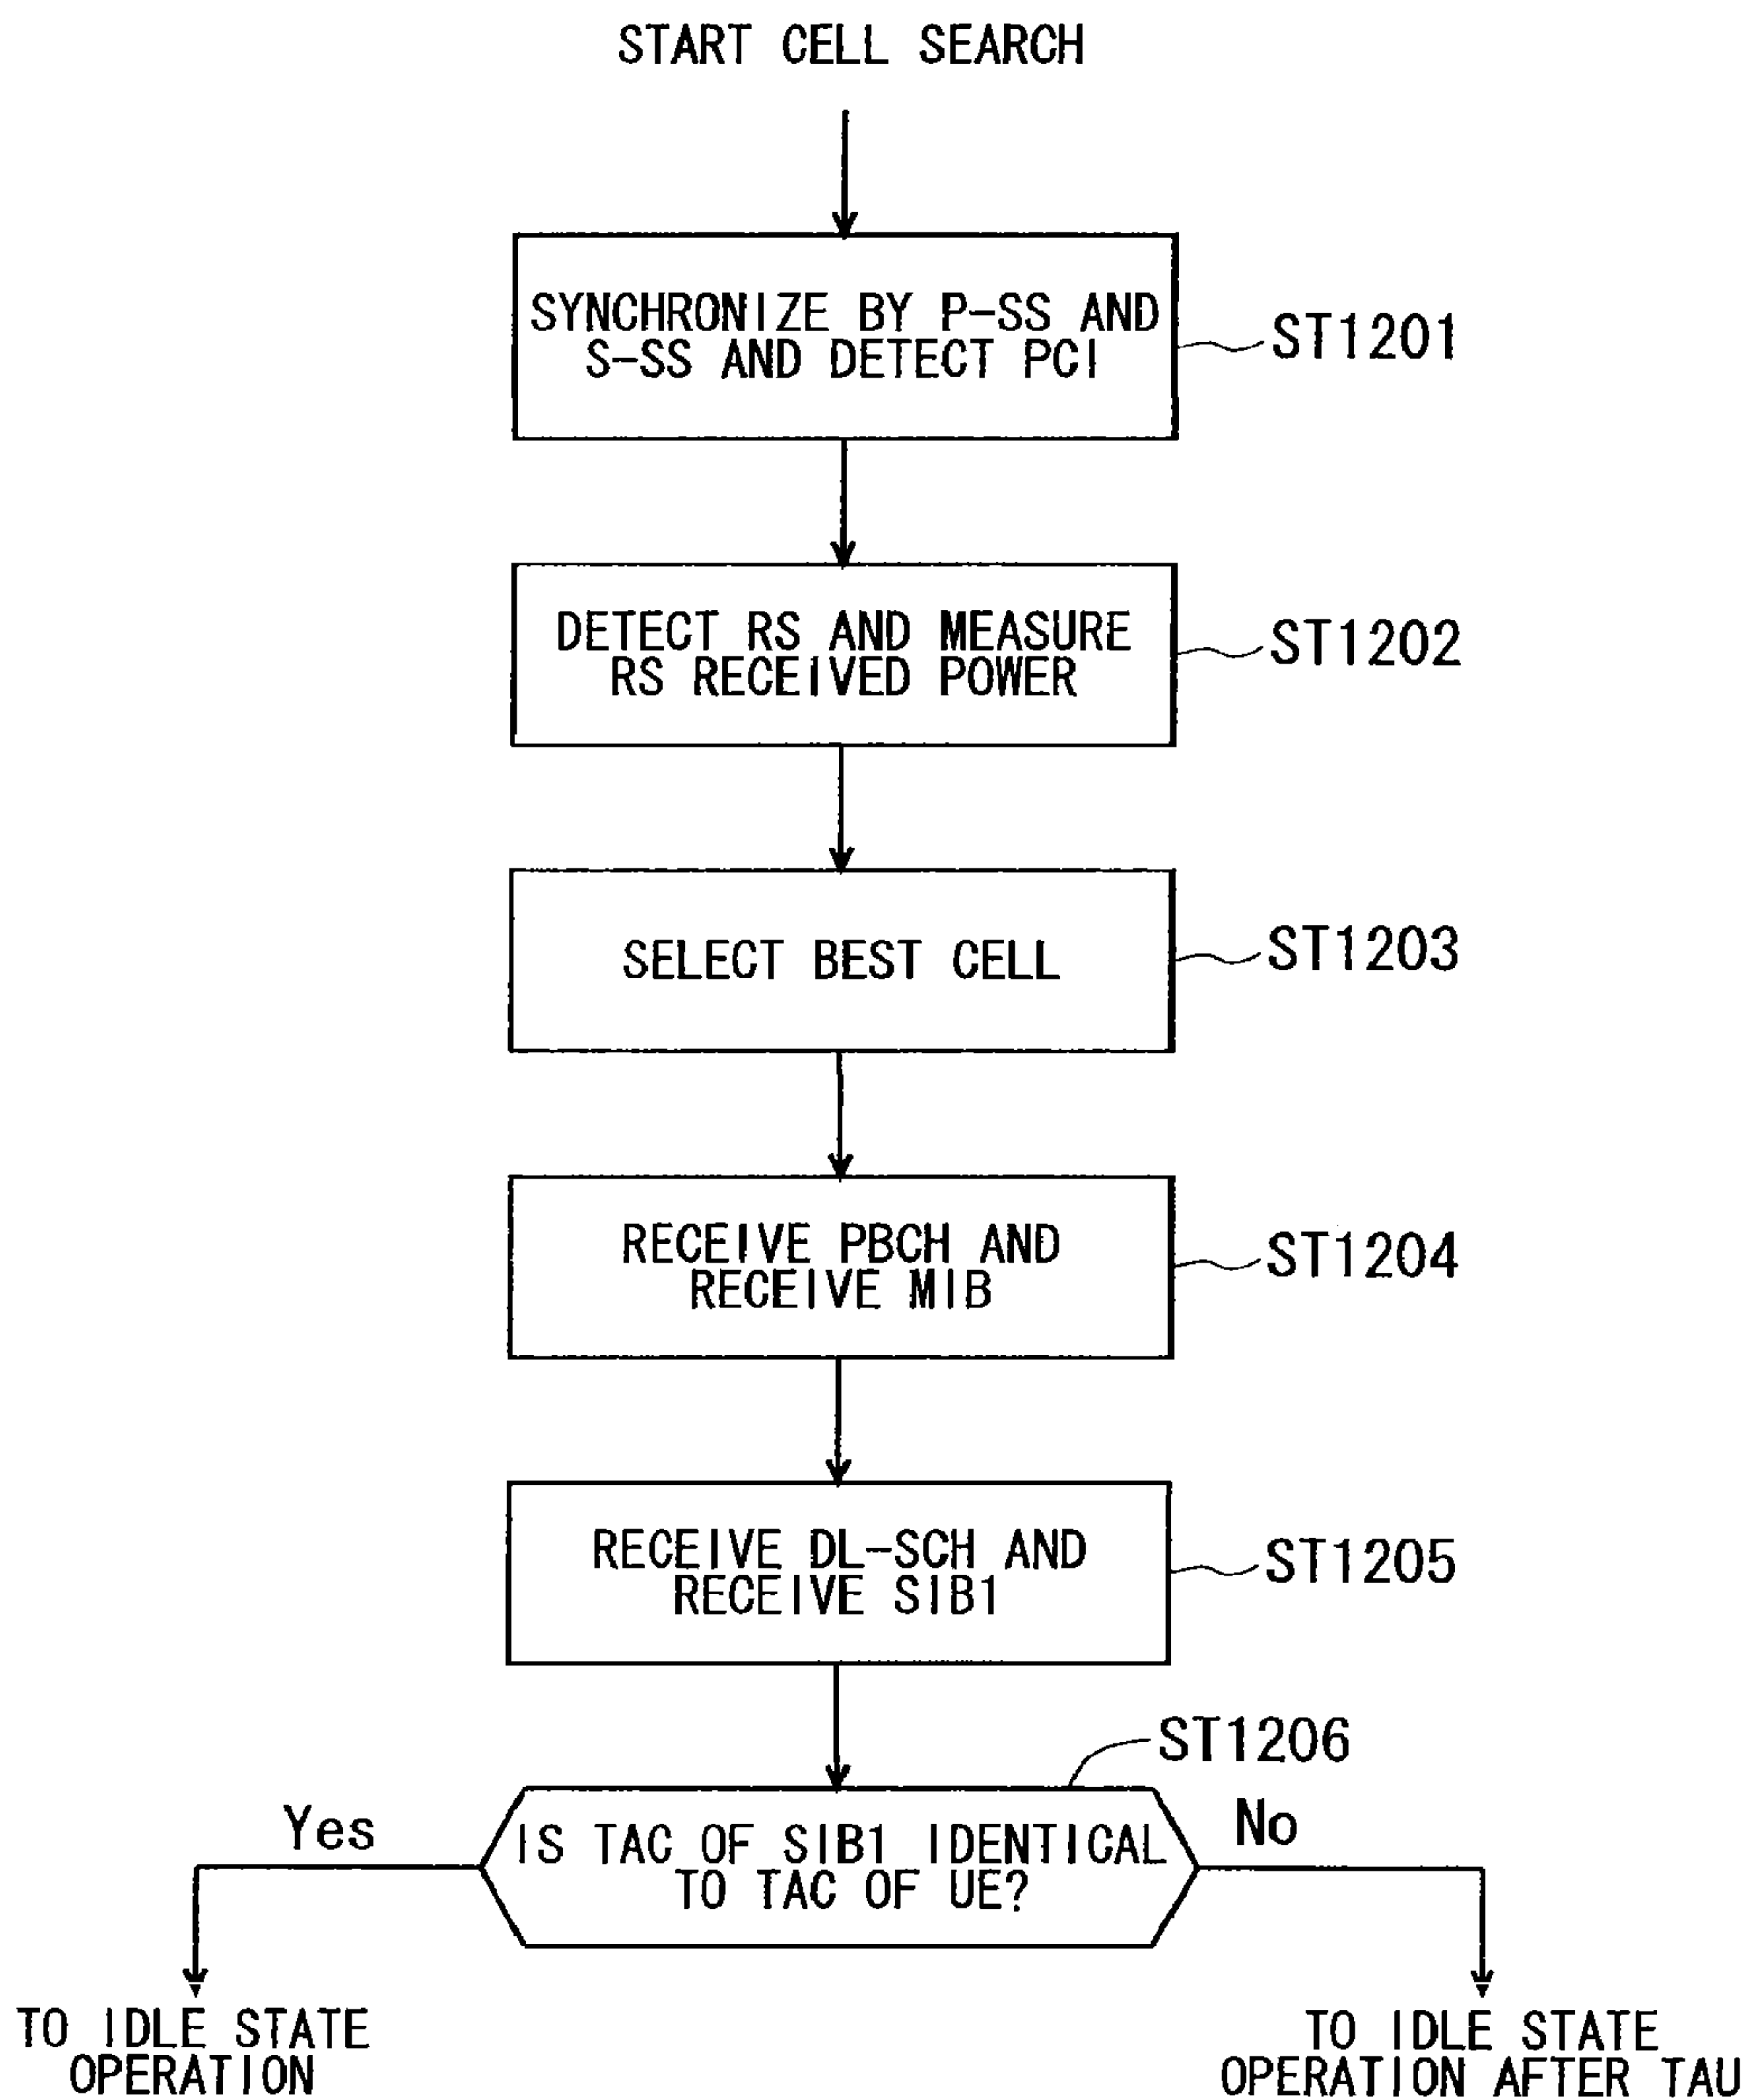 START CELL SEARCH
SYNCHRONIZE BY P-SS AND
S-SS AND DETECT PCI
ST1201
DETECT RS AND MEASURE
RS RECEIVED POWER
ST1202
SELECT BEST CELL
ST1203
RECEIVE PBCH AND
RECEIVE MIB
ST1204
RECEIVE DL-SCH AND
RECEIVE SIB1
ST1205
ST1206
IS TAC OF SIB1 IDENTICAL
TO TAC OF UE?
Yes
No
TO IDLE STATE
OPERATION
TO IDLE STATE
OPERATION AFTER TAU